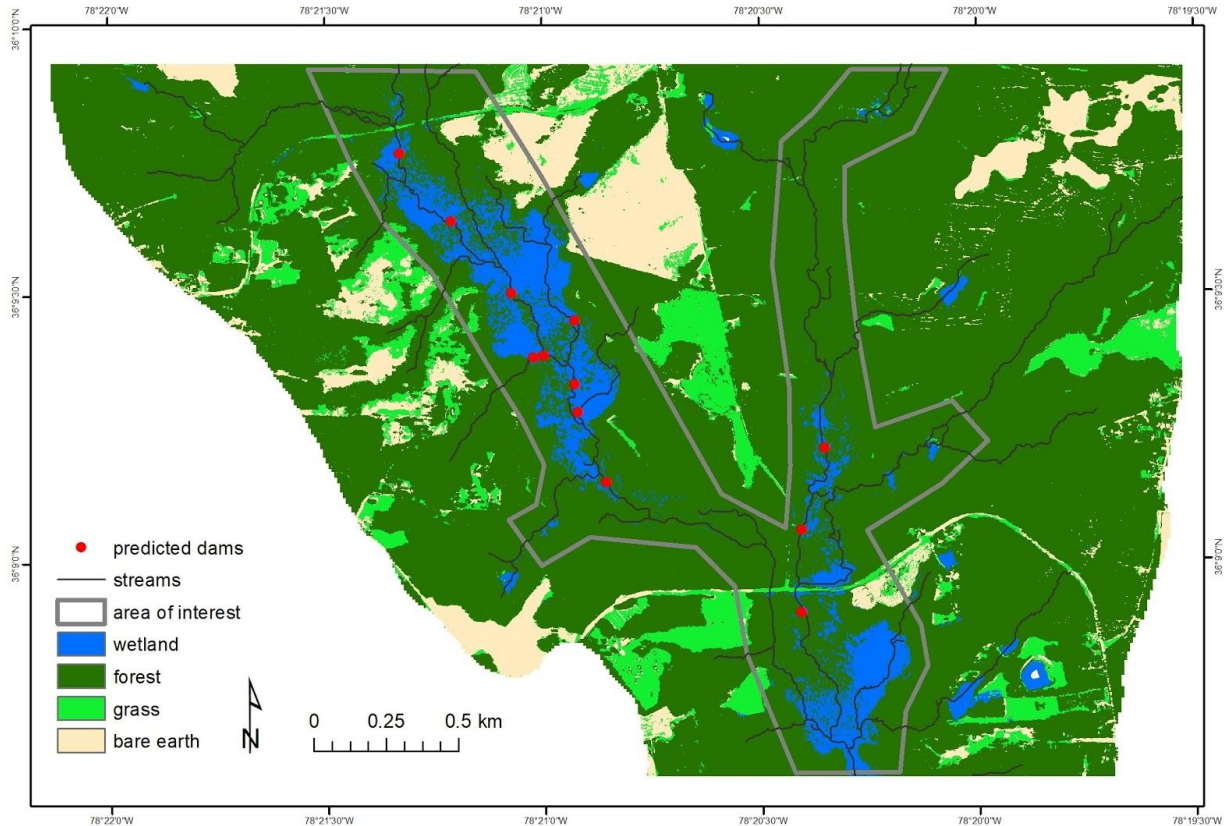 78°22'0"W 78°21'30"W 78°21'0"W 78°20'30"W 78°20'0"W 78°19'30"W
36°10'0"N
36°9'30"N 36°9'30"N
36°9'0"N 36°9'0"N
predicted dams
streams
area of interest
wetland
forest
grass
bare earth
N
0 0.25 0.5 km
78°22'0"W 78°21'30"W 78°21'0"W 78°20'30"W 78°20'0"W 78°19'30"W